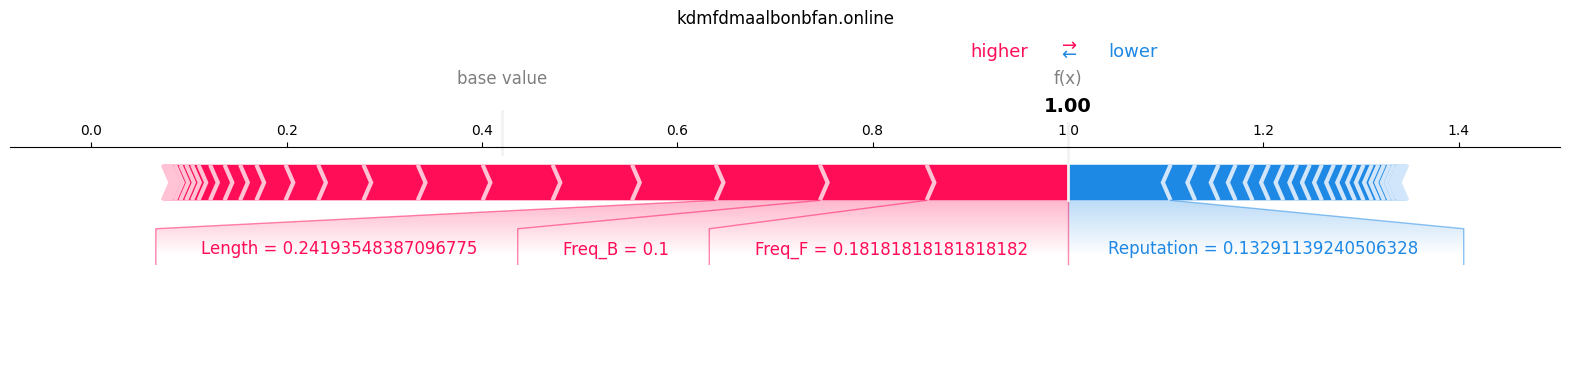 kdmfdmaalbonbfan.online
higher → lower
←
base value f(x)
1.00
0.0 0.2 0.4 0.6 0.8 1 0 1.2 1.4
Length = 0.24193548387096775 Freq_B = 0.1 Freq_F = 0.18181818181818182 Reputation = 0.13291139240506328